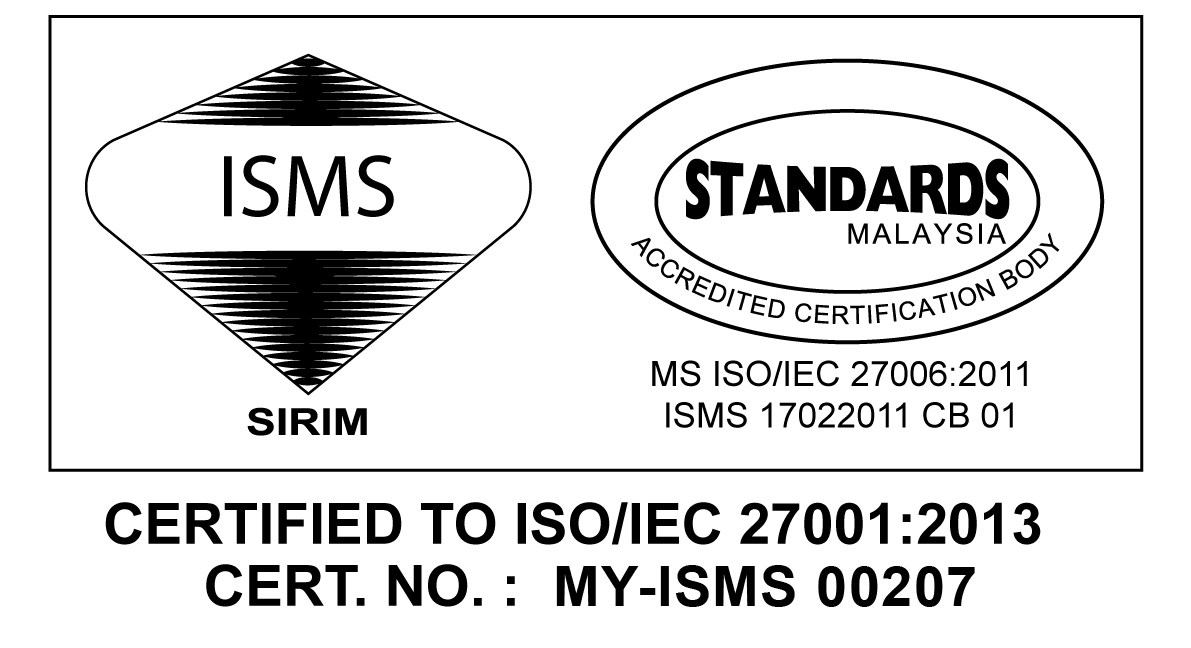 ISMS
SIRIM
STANDARDS
MALAYSIA
ACCREDITED CERTIFICATION BODY
MS ISO/IEC 27006:2011
ISMS 17022011 CB 01
CERTIFIED TO ISO/IEC 27001:2013
CERT. NO. : MY-ISMS 00207